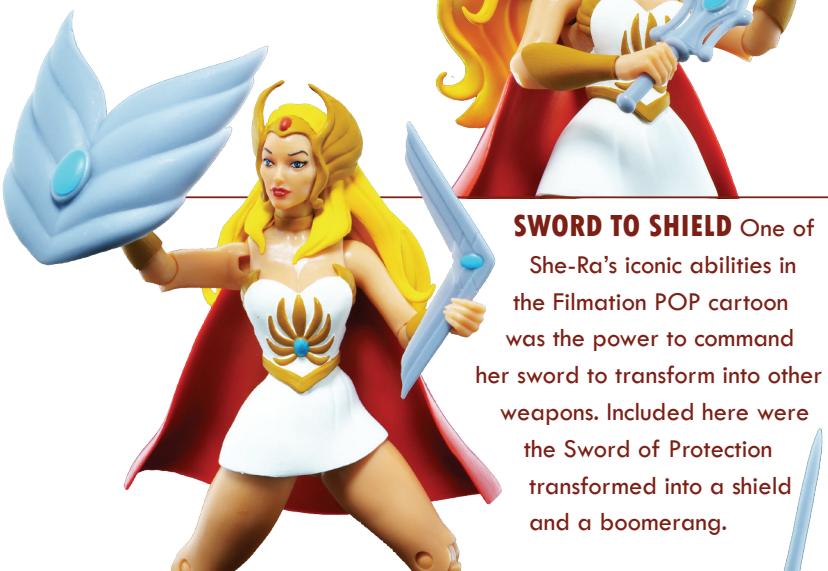 SWORD TO SHIELD One of
She-Ra's iconic abilities in
the Filmation POP cartoon
was the power to command
her sword to transform into other
weapons. Included here were
the Sword of Protection
transformed into a shield
and a boomerang.